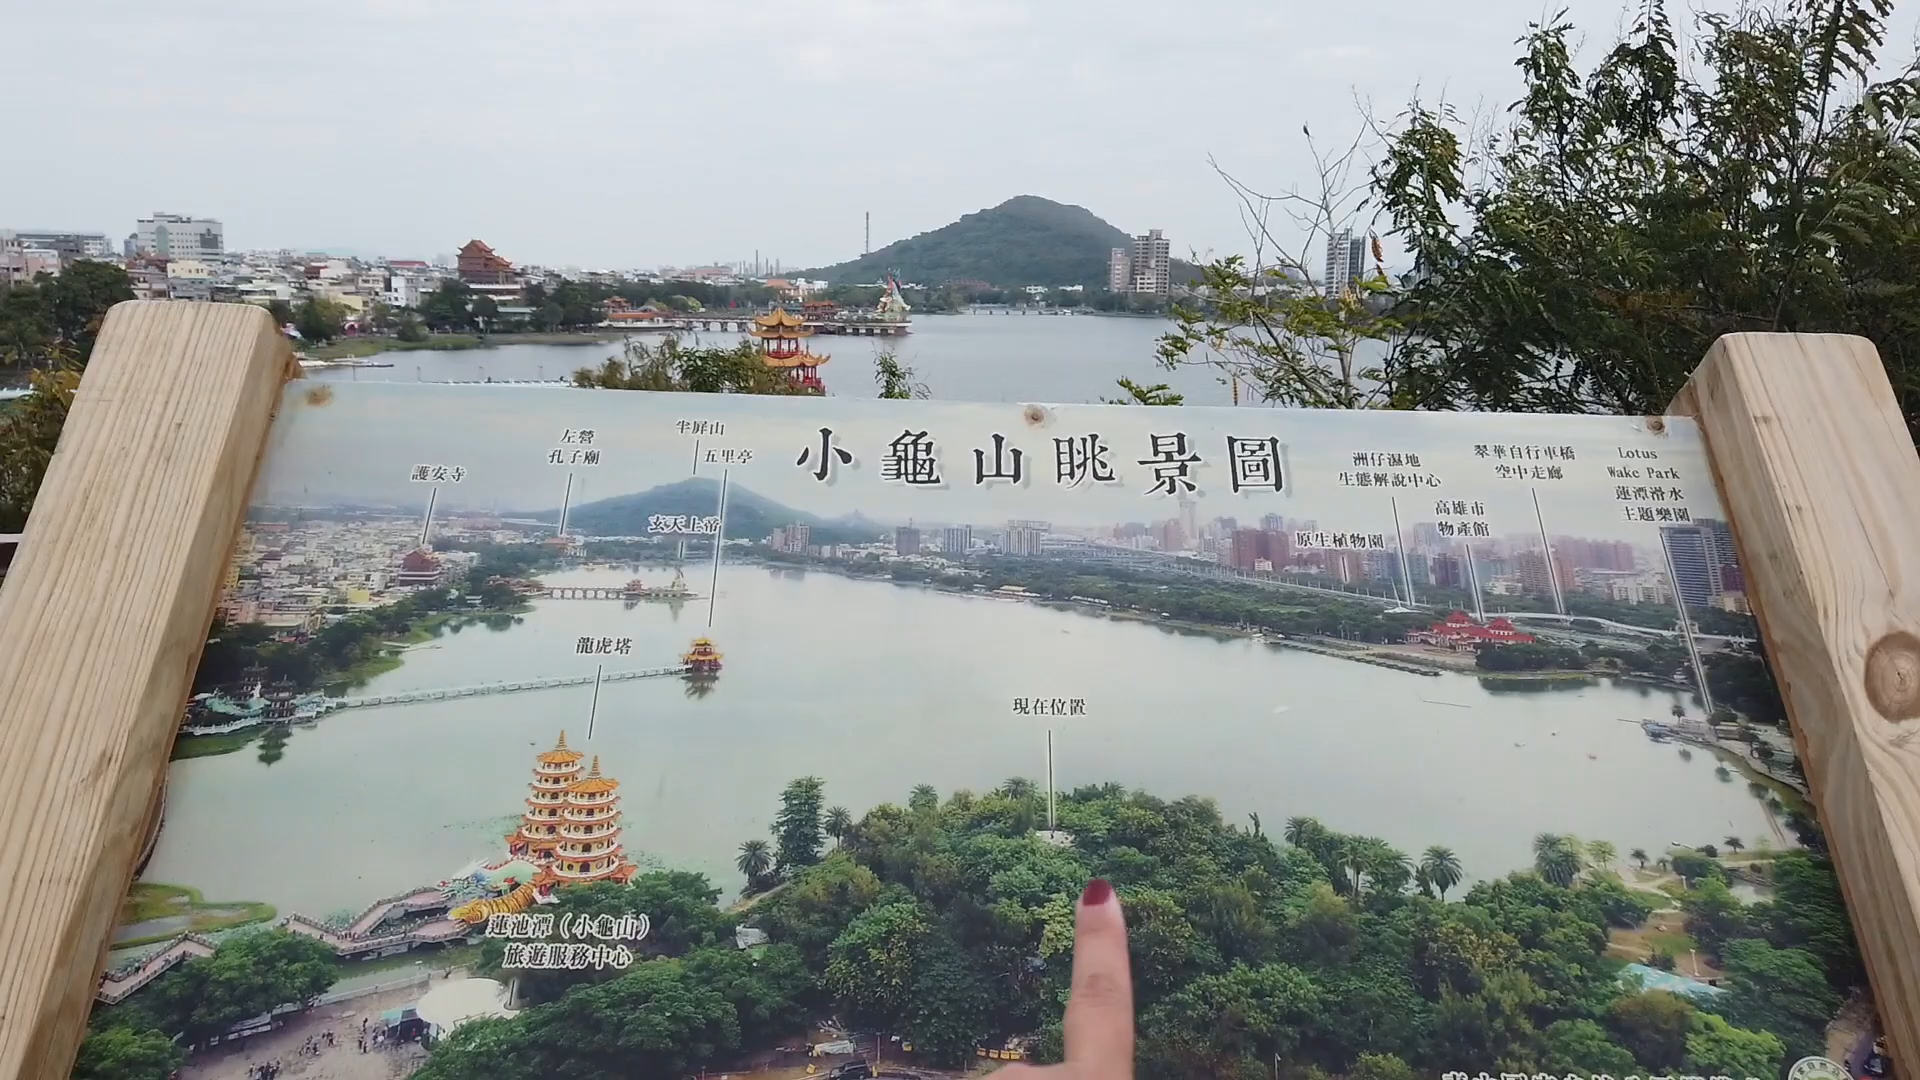 小龜山眺景圖
護安寺
左營
孔子廟
半屏山
五里亭
玄天上帝
洲仔濕地
生態解說中心
原生植物園
高雄市
物產館
翠華自行車橋
空中走廊
Lotus
Wake Park
蓮潭滑水
主題樂園
龍虎塔
現在位置
蓮池潭（小龜山）
旅遊服務中心